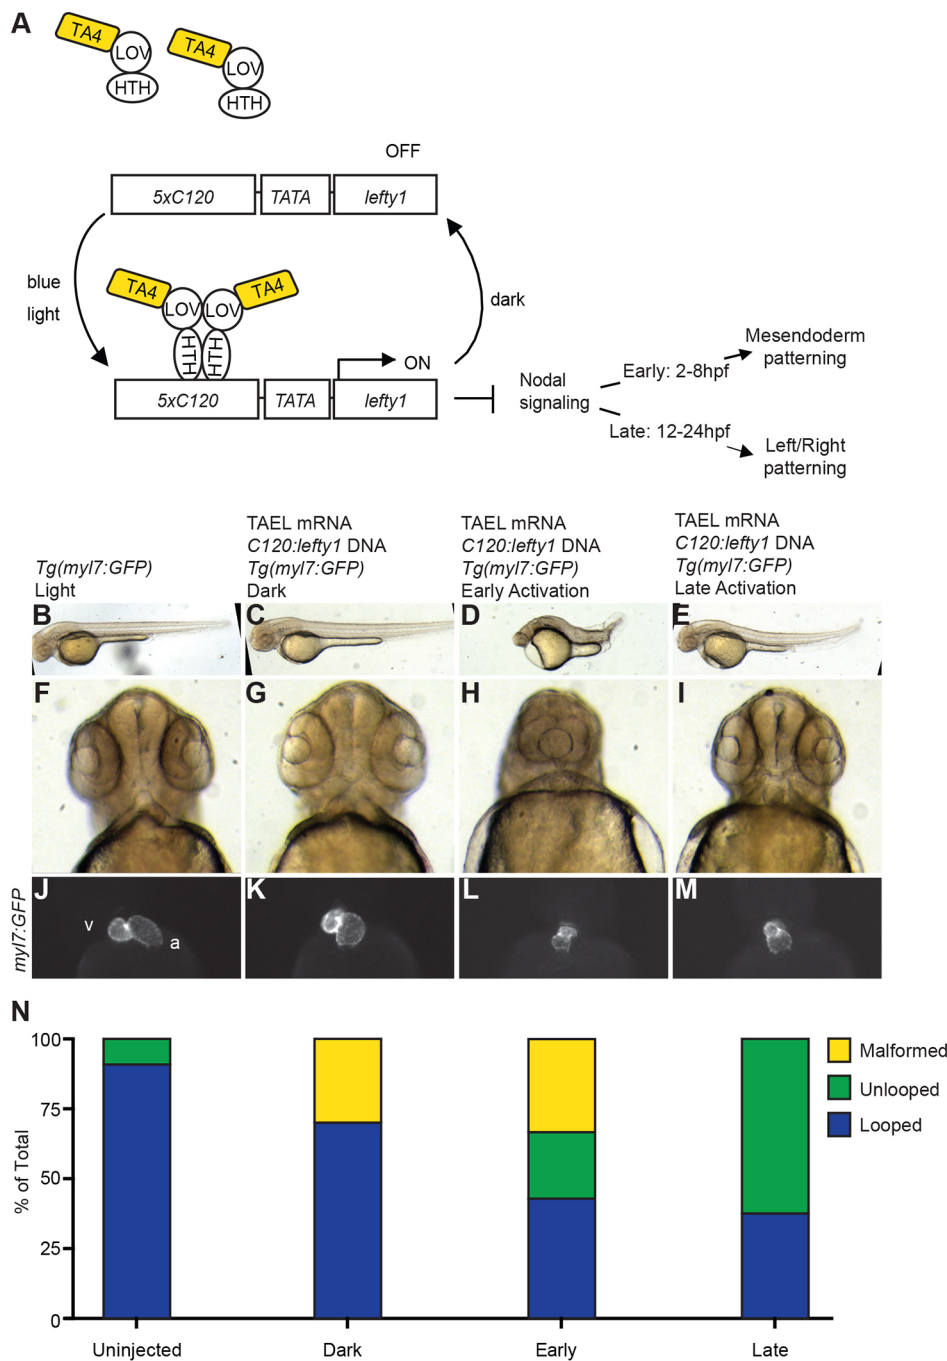 A
TA4
LOV
HTH
TA4
LOV
HTH
OFF
5xC120
TATA
lefty1
blue
light
TA4
TA4
LOV
LOV
HTH
HTH
dark
ON
5xC120
TATA
lefty1
Nodal
signaling
Early: 2-8hpf
Mesendoderm
patterning
Late: 12-24hpf
Left/Right
patterning
Tg(myl7:GFP)
Light
TAEL mRNA
C120:lefty1 DNA
Tg(myl7:GFP)
Dark
TAEL mRNA
C120:lefty1 DNA
Tg(myl7:GFP)
Early Activation
TAEL mRNA
C120:lefty1 DNA
Tg(myl7:GFP)
Late Activation
B
C
D
E
F
G
H
I
myl7:GFP
J
v
a
K
L
M
N
% of Total
100
75
50
25
0
Uninjected
Dark
Early
Late
Malformed
Unlooped
Looped